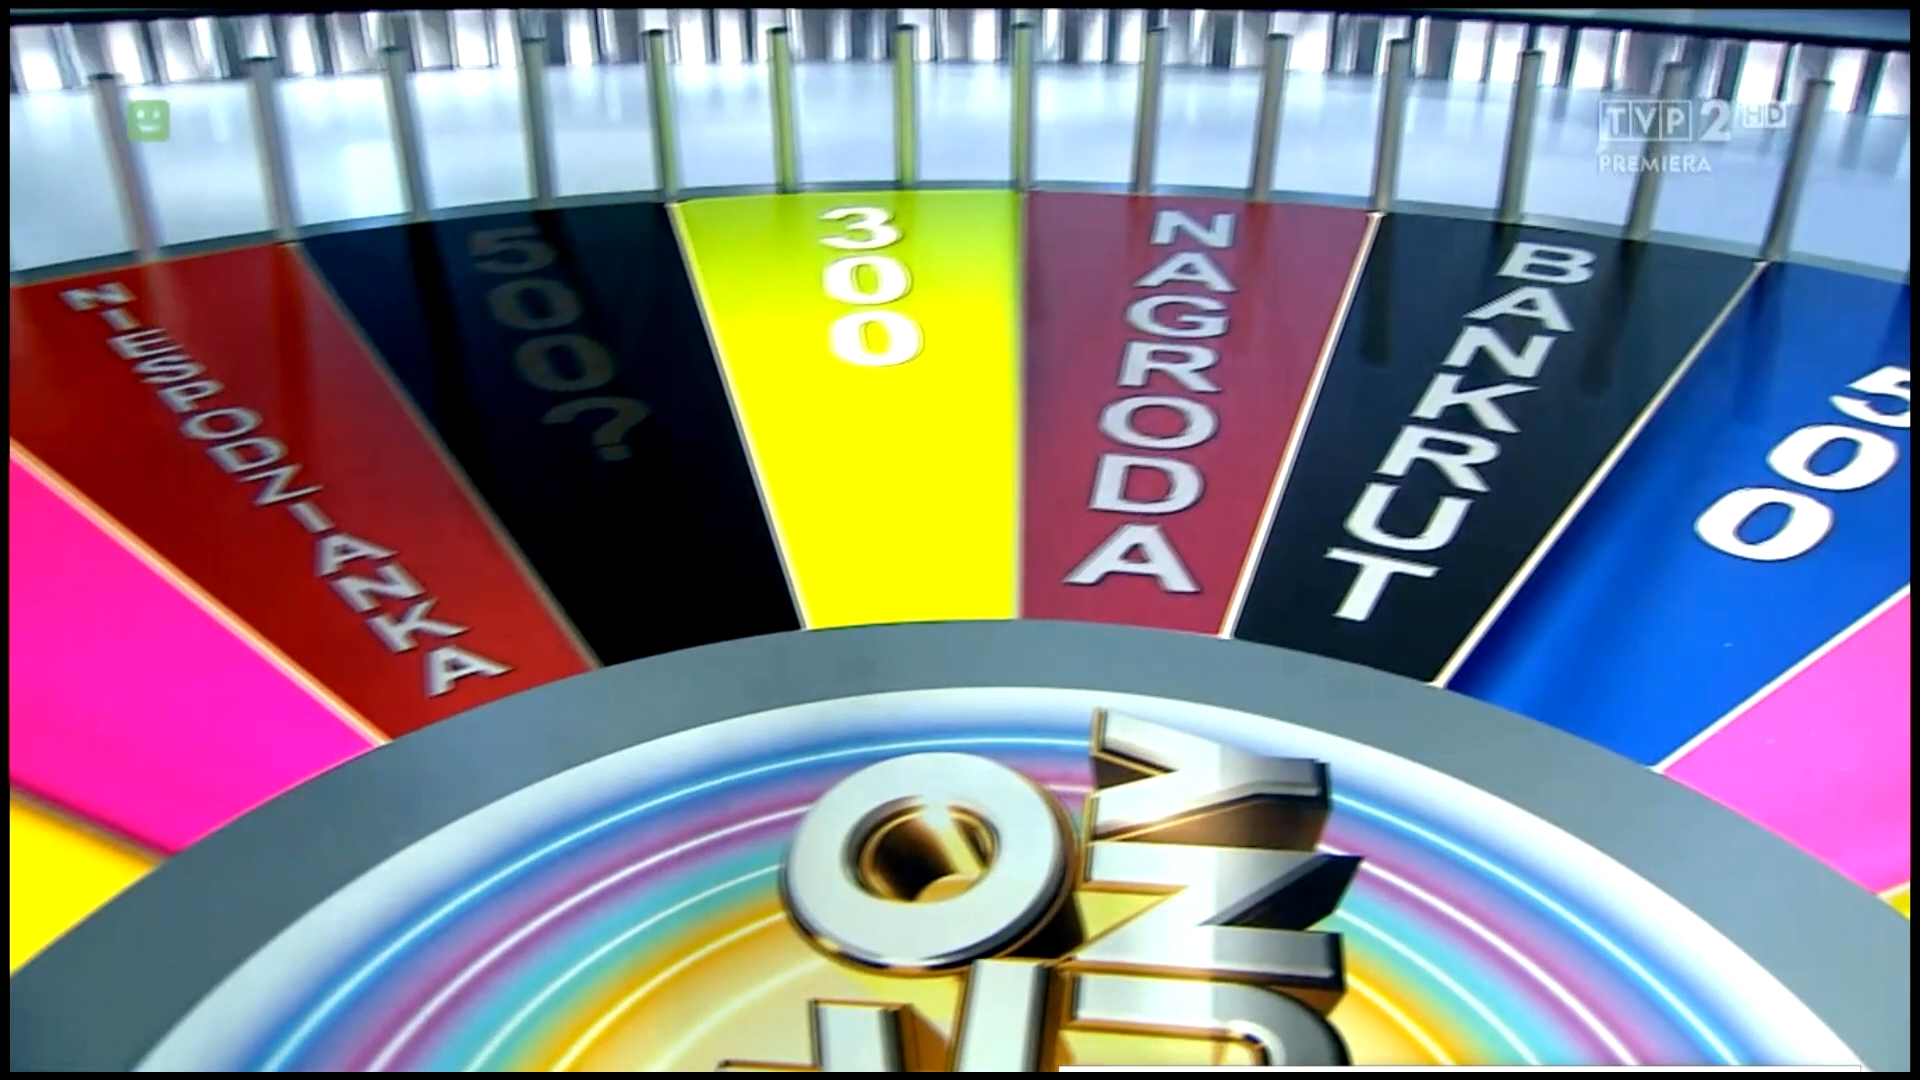 TVP 2 HD
PREMIERA
NIESPODZIANKA
500?
300
NAGRODA
BANKRUT
500